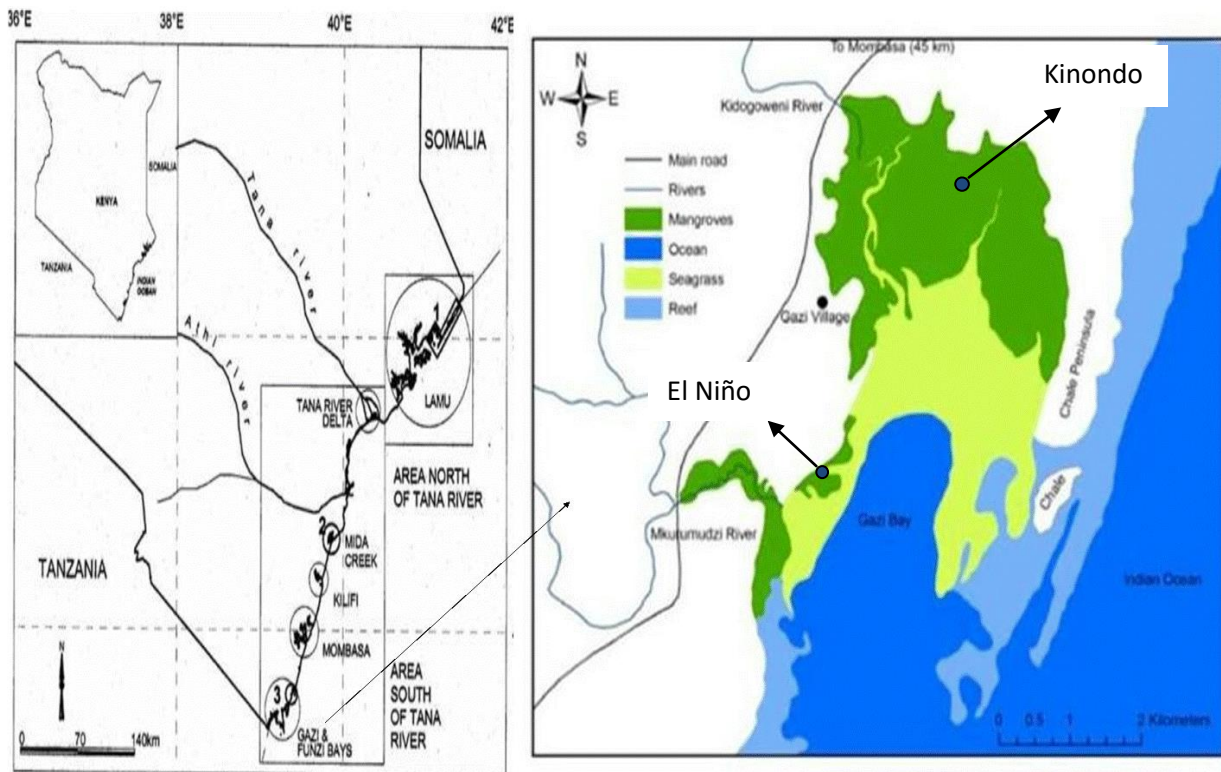 36°E
38°E
40°E
42°E
SOMALIA
SOMALIA
KENYA
TANZANIA
INDIAN
OCEAN
Tana river
Athi river
1
LAMU
TANA RIVER
DELTA
AREA NORTH
OF TANA RIVER
2
MIDA
CREEK
TANZANIA
KILIFI
MOMBASA
3
AREA
SOUTH
OF TANA
RIVER
GAZI &
FUNZI BAYS
N
0 70 140km
To Mombasa (45 km)
Kinondo
N
W E
S
Kidogoweni River
Main road
Rivers
Mangroves
Ocean
Seagrass
Reef
Gazi Village
Chale Peninsula
El Niño
Chale
Gazi Bay
Mkurumudzi River
Indian Ocean
0 0.5 1 2 Kilometers